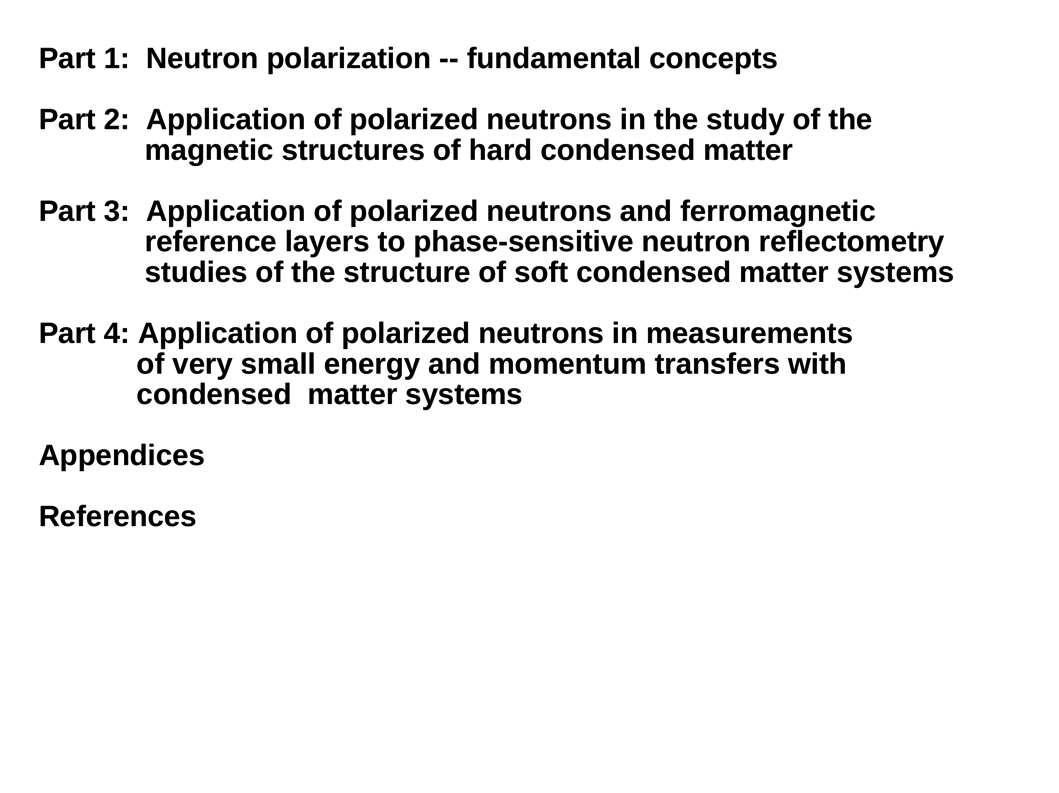 Part 1:  Neutron polarization -- fundamental concepts
Part 2:  Application of polarized neutrons in the study of the
magnetic structures of hard condensed matter
Part 3:  Application of polarized neutrons and ferromagnetic
reference layers to phase-sensitive neutron reflectometry
studies of the structure of soft condensed matter systems
Part 4: Application of polarized neutrons in measurements
of very small energy and momentum transfers with
condensed  matter systems
Appendices
References